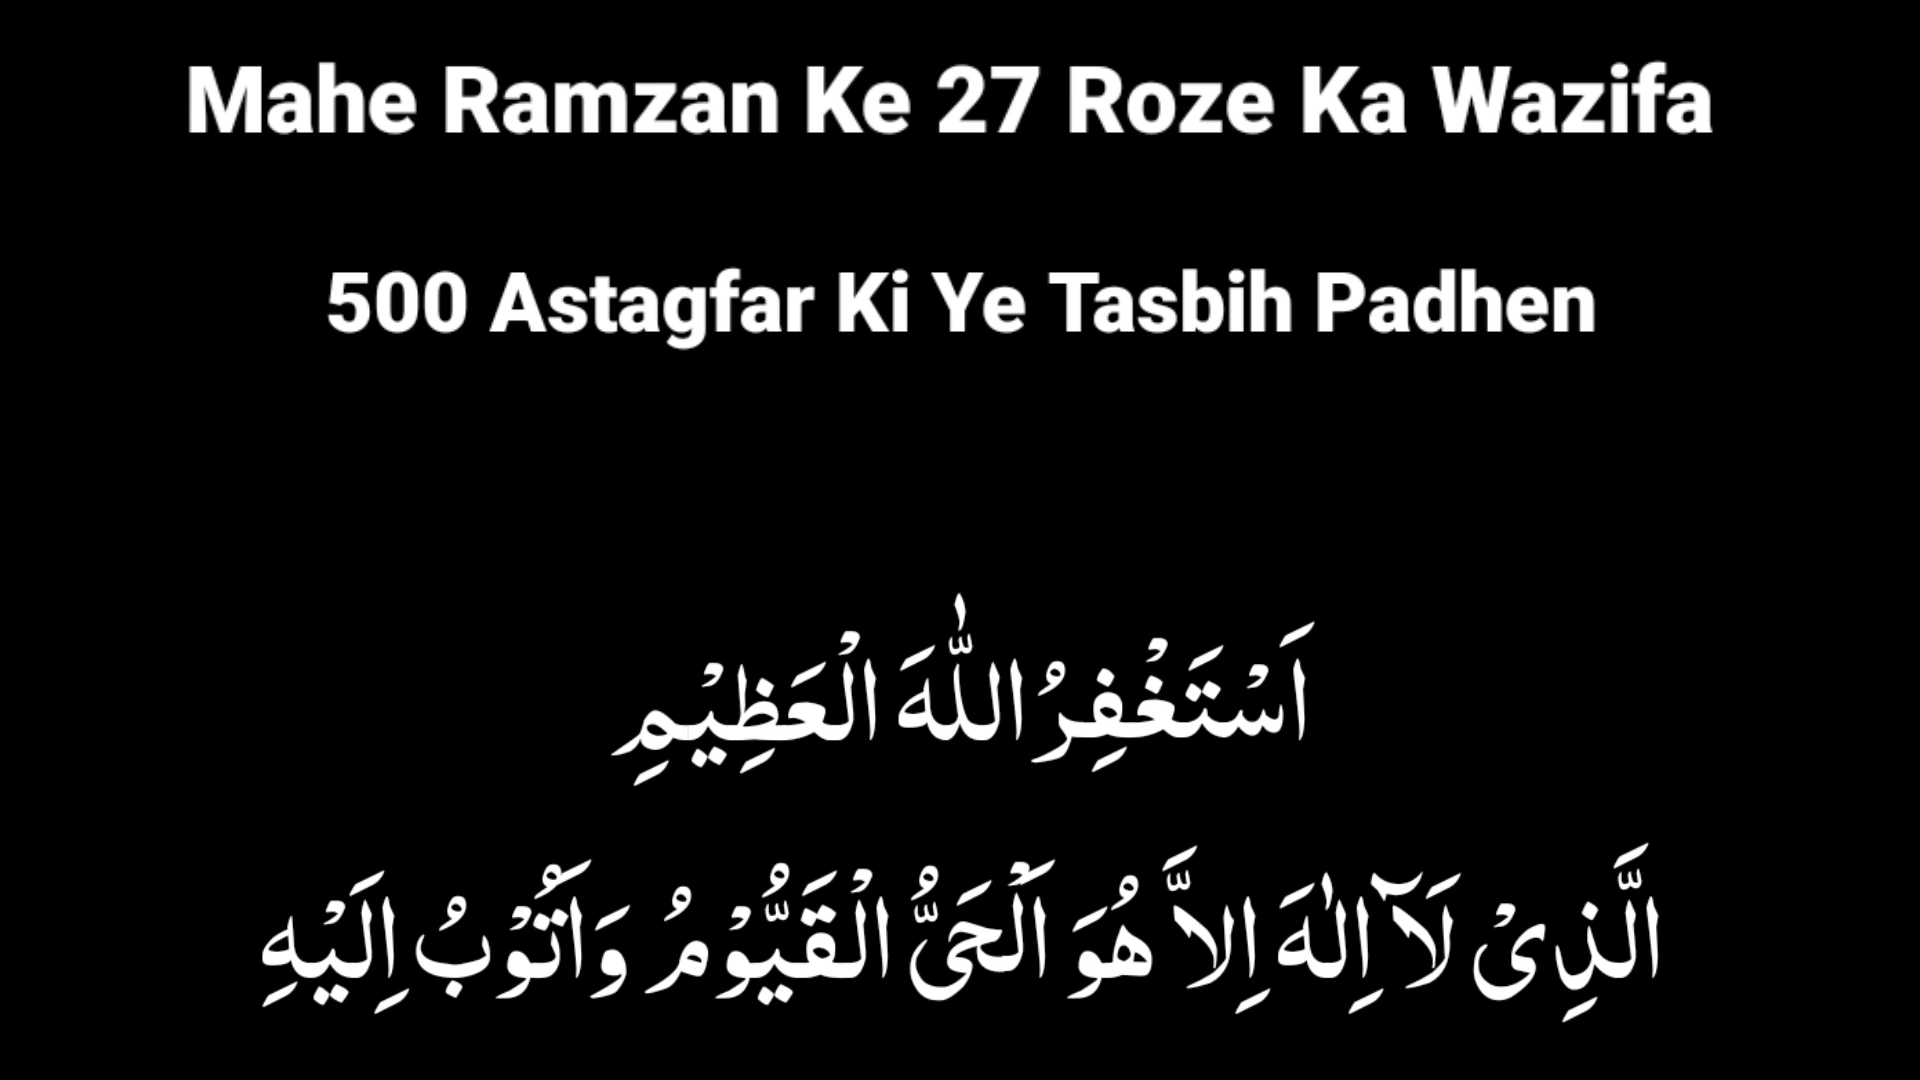 Mahe Ramzan Ke 27 Roze Ka Wazifa
500 Astagfar Ki Ye Tasbih Padhen
اَسْتَغْفِرُ اللّٰهَ الْعَظِيْمِ
الَّذِىْ لَآ اِلٰهَ اِلاَّ هُوَ اَلْحَىُّ الْقَيُّوْمُ وَاَتُوْبُ اِلَيْهِ